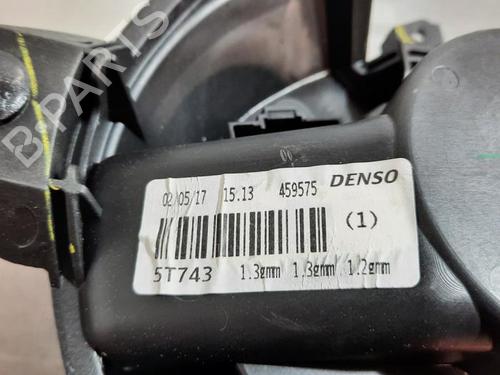 B-PARTS
02/05/17 15.13 459575 DENSO
(1)
5T743 1.3gmm 1.3gmm 1.2gmm